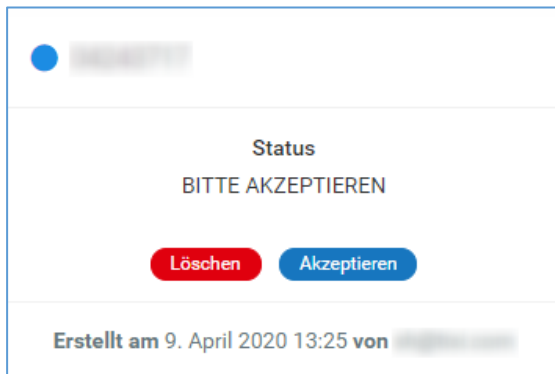 Status
BITTE AKZEPTIEREN
Löschen Akzeptieren
Erstellt am 9. April 2020 13:25 von